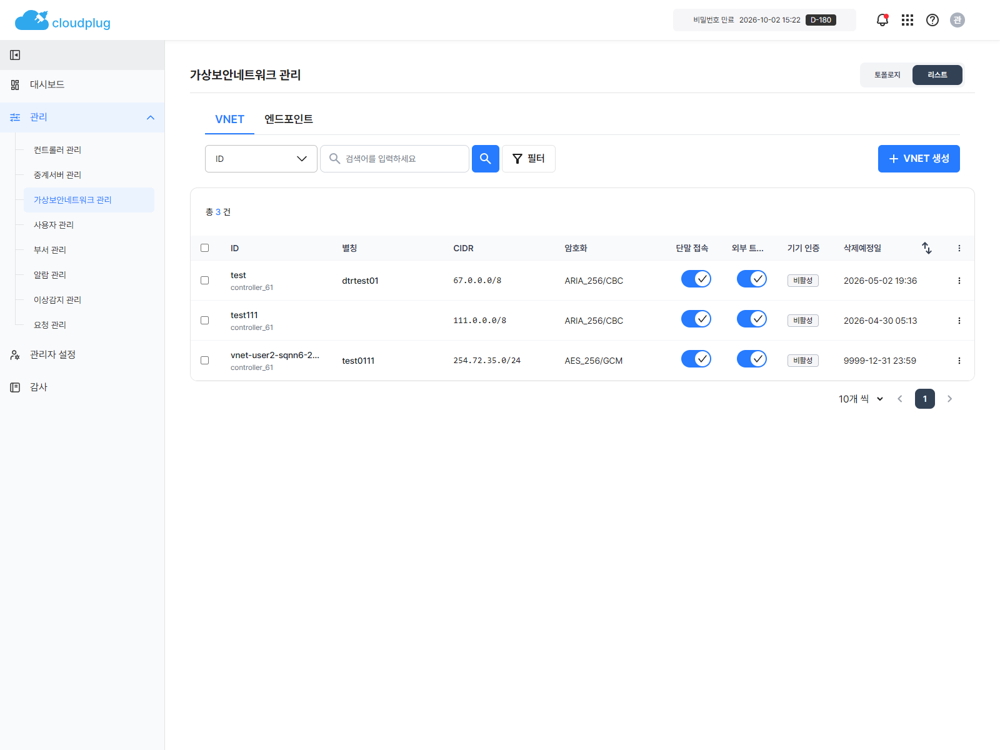 cloudplug
비밀번호 만료 2026-10-02 15:22 D-180
관
대시보드
관리
컨트롤러 관리
중계서버 관리
가상보안네트워크 관리
사용자 관리
부서 관리
알람 관리
이상감지 관리
요청 관리
관리자 설정
감사
가상보안네트워크 관리
토폴로지 리스트
VNET 엔드포인트
ID 검색어를 입력하세요 필터 VNET 생성
총 3 건
ID 별칭 CIDR 암호화 단말 접속 외부 트... 기기 인증 삭제예정일
test
controller_61
dtrtest01 67.0.0.0/8 ARIA_256/CBC 비활성 2026-05-02 19:36
test111
controller_61
111.0.0.0/8 ARIA_256/CBC 비활성 2026-04-30 05:13
vnet-user2-sqnn6-2...
controller_61
test0111 254.72.35.0/24 AES_256/GCM 비활성 9999-12-31 23:59
10개 씩 1